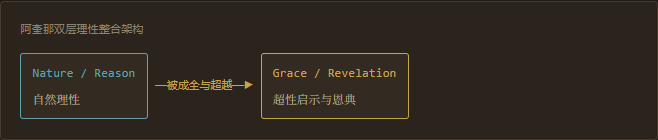 阿奎那双层理性整合架构
Nature / Reason
自然理性
被成全与超越
Grace / Revelation
超性启示与恩典